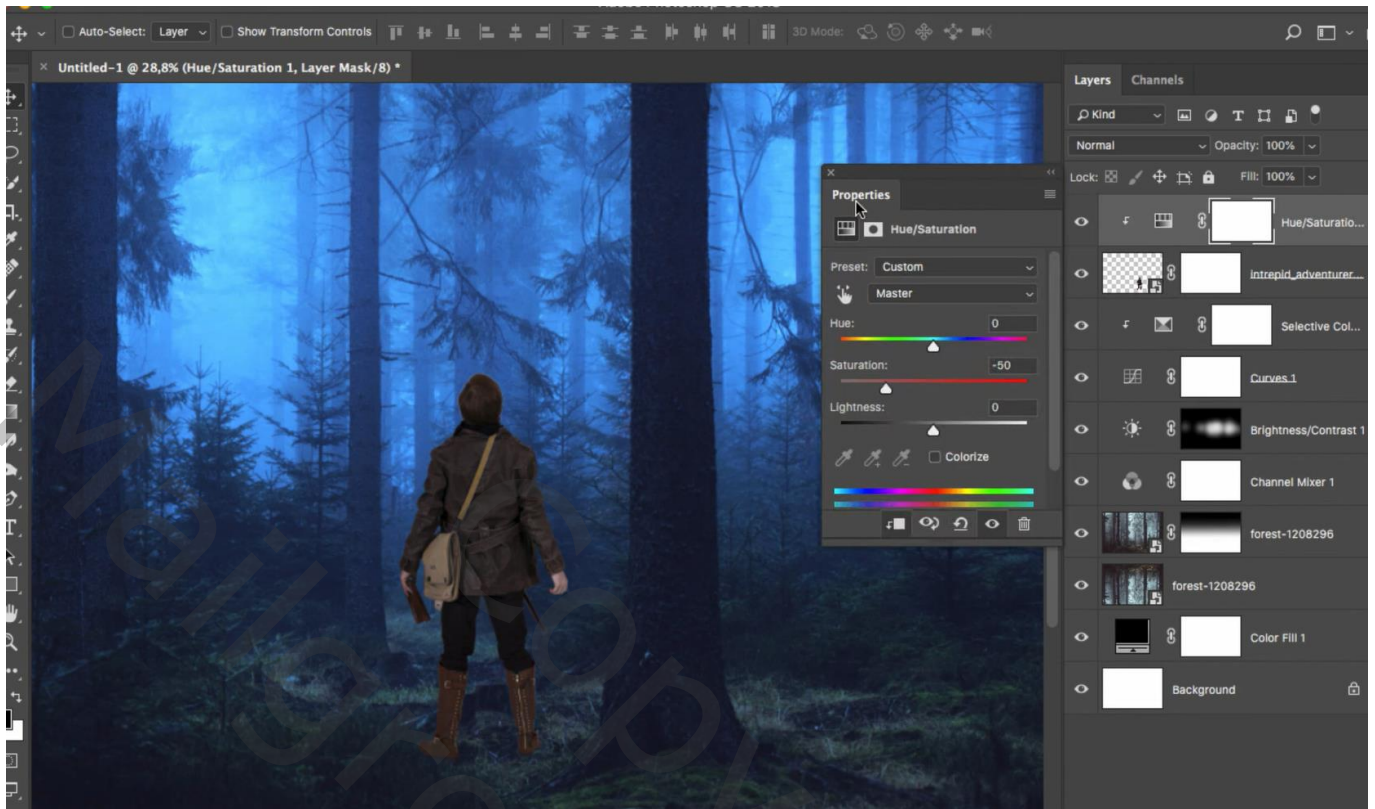 Auto-Select: Layer Show Transform Controls 3D Mode:
× Untitled-1 @ 28,8% (Hue/Saturation 1, Layer Mask/8) *
Layers Channels
Kind
Normal Opacity: 100%
Lock: Fill: 100%
Hue/Saturatio...
intrepid_adventurer...
Selective Col...
Curves 1
Brightness/Contrast 1
Channel Mixer 1
forest-1208296
forest-1208296
Color Fill 1
Background
Properties
Hue/Saturation
Preset: Custom
Master
Hue: 0
Saturation: -50
Lightness: 0
Colorize